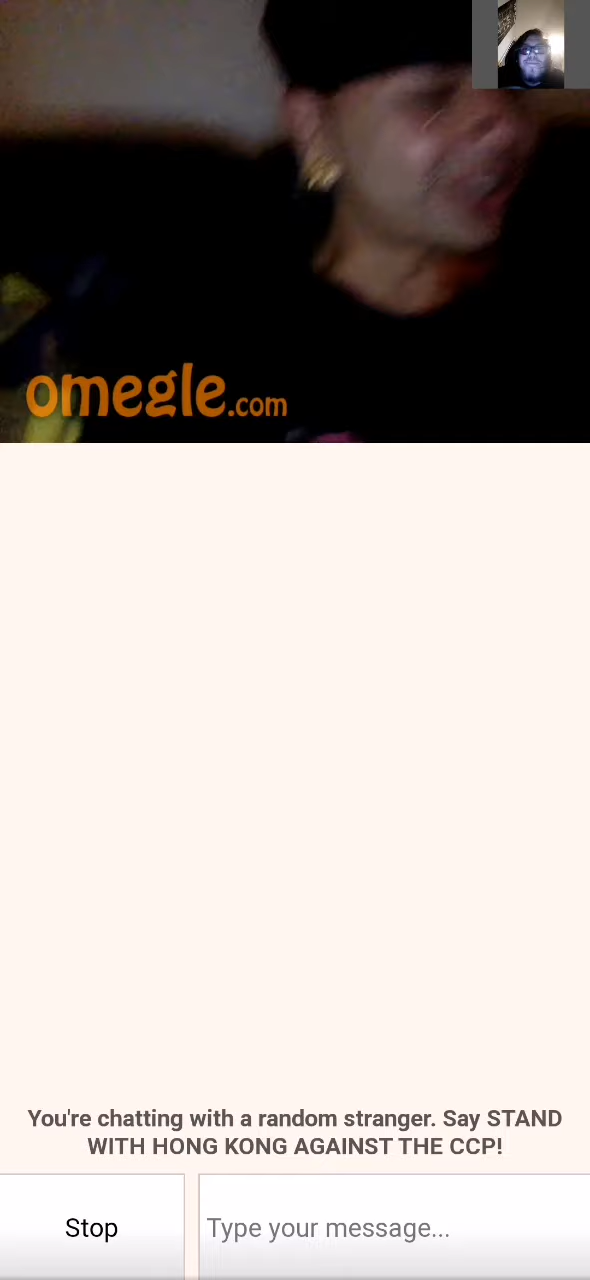 omegle.com
You're chatting with a random stranger. Say STAND
WITH HONG KONG AGAINST THE CCP!
Stop
Type your message...